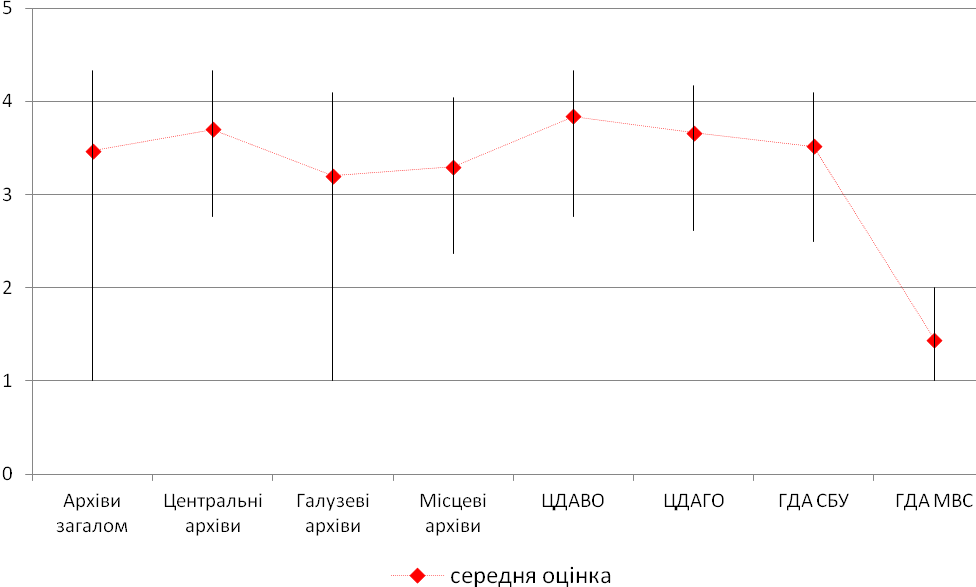 5
4
3
2
1
0
Архіви
загалом
Центральні
архіви
Галузеві
архіви
Місцеві
архіви
ЦДАВО
ЦДАГО
ГДА СБУ
ГДА МВС
середня оцінка